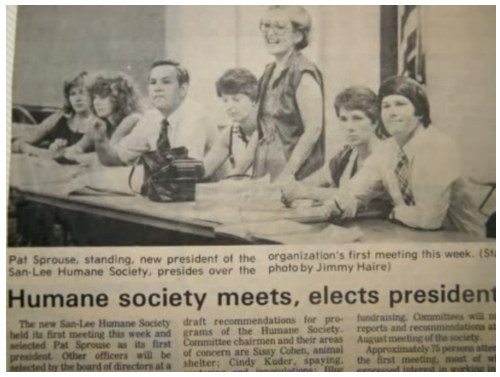 Pat Sprouse, standing, new president of the
San-Lee Humane Society, presides over the
organization's first meeting this week. (Sta
photo by Jimmy Haire)
Humane society meets, elects president
The new San-Lee Humane Society
held its first meeting this week and
selected Pat Sprouse as its first
president. Other officers will be
selected by the board of directors at a
draft recommendations for pro-
grams of the Humane Society.
Committee chairmen and their areas
of concern are Sissy Cohen, animal
shelter; Cindy Kuder, spaying,
fundraising. Committees will
reports and recommendations at
August meeting of the society.
Approximately 75 persons atte
the first meeting, most of
expressed interest in working